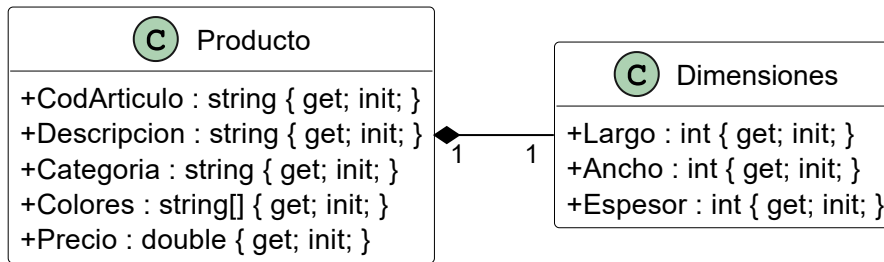 C Producto
+CodArticulo : string { get; init; }
+Descripcion : string { get; init; }
+Categoria : string { get; init; }
+Colores : string[] { get; init; }
+Precio : double { get; init; }
1 1
C Dimensiones
+Largo : int { get; init; }
+Ancho : int { get; init; }
+Espesor : int { get; init; }